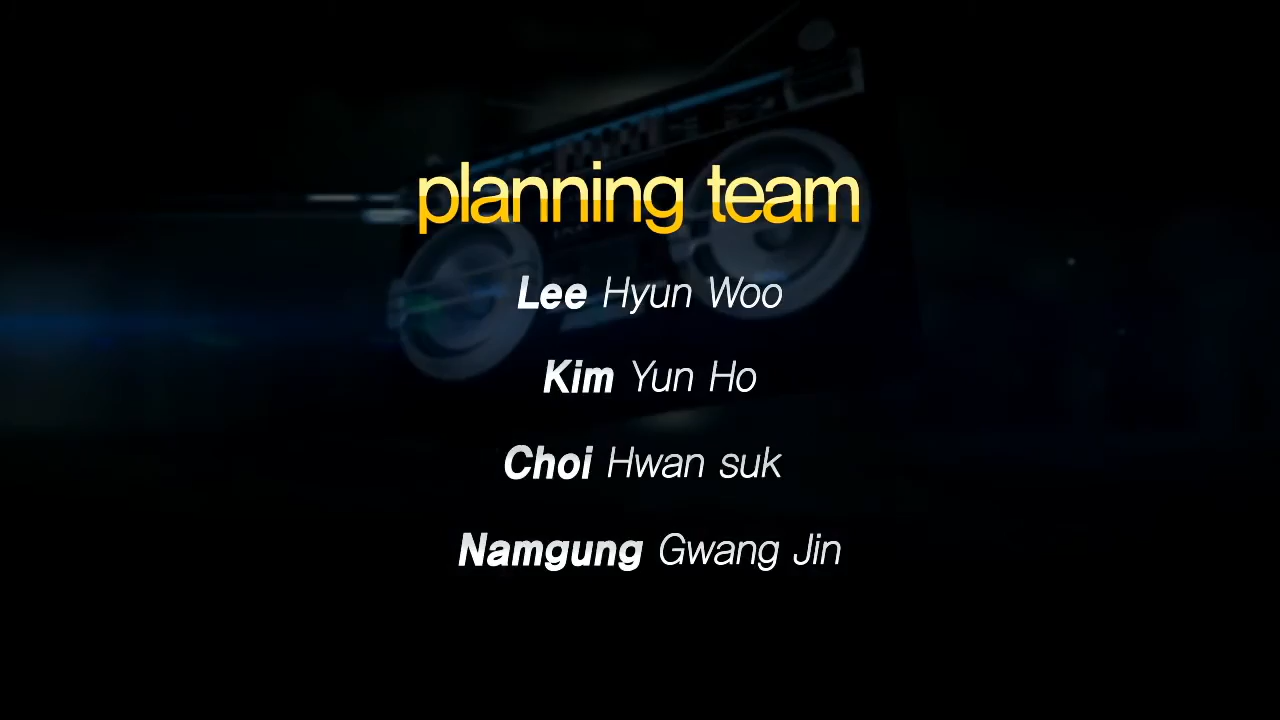 planning team
Lee Hyun Woo
Kim Yun Ho
Choi Hwan suk
Namgung Gwang Jin